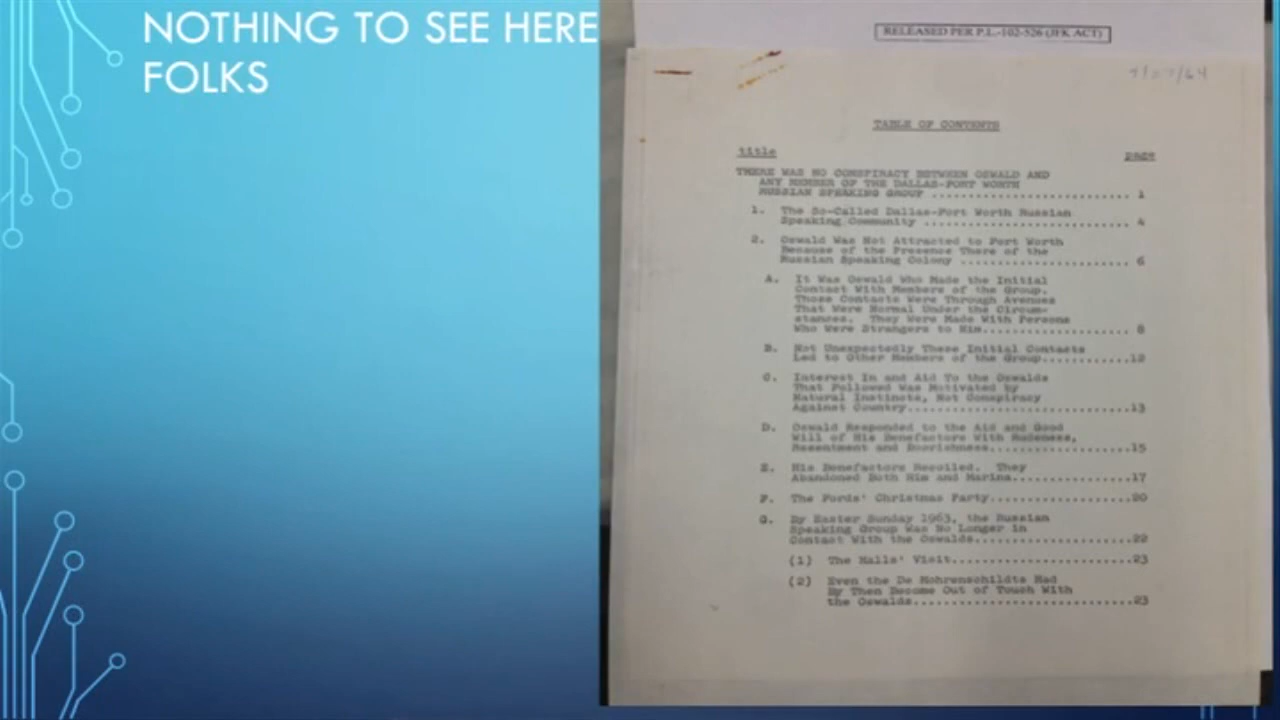 NOTHING TO SEE HERE
FOLKS
RELEASED PER P.L.-102-526 (JFK ACT)
TABLE OF CONTENTS
title page
THERE WAS NO CONSPIRACY BETWEEN OSWALD AND
ANY MEMBER OF THE DALLAS-FORT WORTH
RUSSIAN SPEAKING GROUP .............................. 1
1. The So-Called Dallas-Fort Worth Russian
Speaking Community ............................... 4
2. Oswald Was Not Attracted to Fort Worth
Because of the Presence There of the
Russian Speaking Colony .......................... 6
A. It Was Oswald Who Made the Initial
Contact With Members of the Group.
Those Contacts Were Through Avenues
That Were Normal Under the Circum-
stances. They Were Made With Persons
Who Were Strangers to Him...................... 8
B. Not Unexpectedly These Initial Contacts
Led to Other Members of the Group.............12
C. Interest In and Aid To the Oswalds
That Followed Was Motivated by
Natural Instincts, Not Conspiracy
Against Country..................................13
D. Oswald Responded to the Aid and Good
Will of His Benefactors With Rudeness,
Resentment and Boorishness.....................15
E. His Benefactors Recoiled. They
Abandoned Both Him and Marina.................17
F. The Fords' Christmas Party.....................20
G. By Easter Sunday 1963, the Russian
Speaking Group Was No Longer in
Contact With the Oswalds.......................22
(1) The Halls' Visit...........................23
(2) Even the De Mohrenschildts Had
By Then Become Out of Touch With
the Oswalds................................23